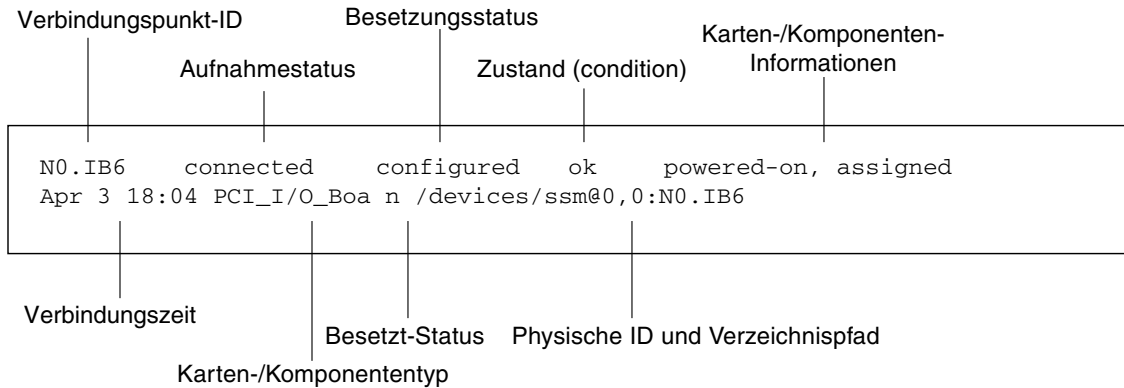 Verbindungspunkt-ID
Besetzungsstatus
Karten-/Komponenten-
Informationen
Aufnahmestatus
Zustand (condition)
N0.IB6 connected configured ok powered-on, assigned
Apr 3 18:04 PCI_I/O_Boa n /devices/ssm@0,0:N0.IB6
Verbindungszeit
Besetzt-Status
Physische ID und Verzeichnispfad
Karten-/Komponententyp